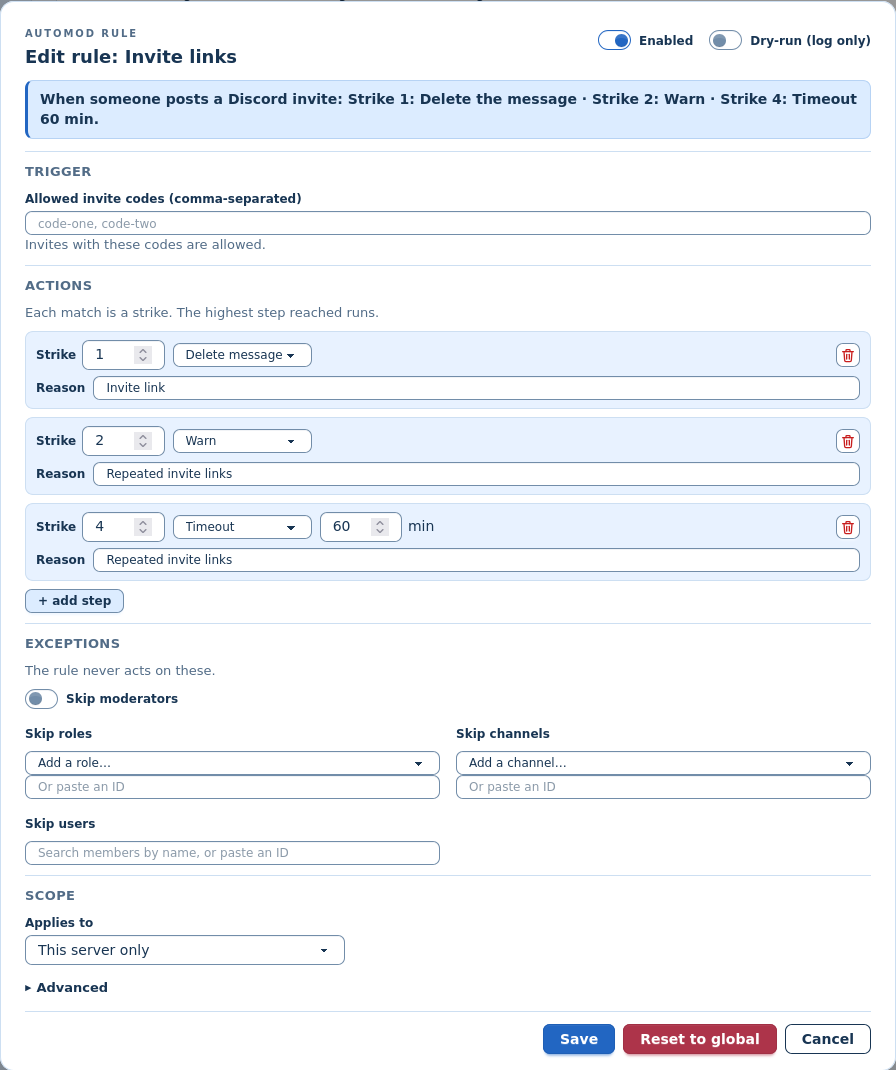 AUTOMOD RULE
Edit rule: Invite links
Enabled
Dry-run (log only)
When someone posts a Discord invite: Strike 1: Delete the message · Strike 2: Warn · Strike 4: Timeout
60 min.
TRIGGER
Allowed invite codes (comma-separated)
code-one, code-two
Invites with these codes are allowed.
ACTIONS
Each match is a strike. The highest step reached runs.
Strike 1 Delete message
Reason Invite link
Strike 2 Warn
Reason Repeated invite links
Strike 4 Timeout 60 min
Reason Repeated invite links
+ add step
EXCEPTIONS
The rule never acts on these.
Skip moderators
Skip roles
Add a role...
Or paste an ID
Skip channels
Add a channel...
Or paste an ID
Skip users
Search members by name, or paste an ID
SCOPE
Applies to
This server only
Advanced
Save
Reset to global
Cancel